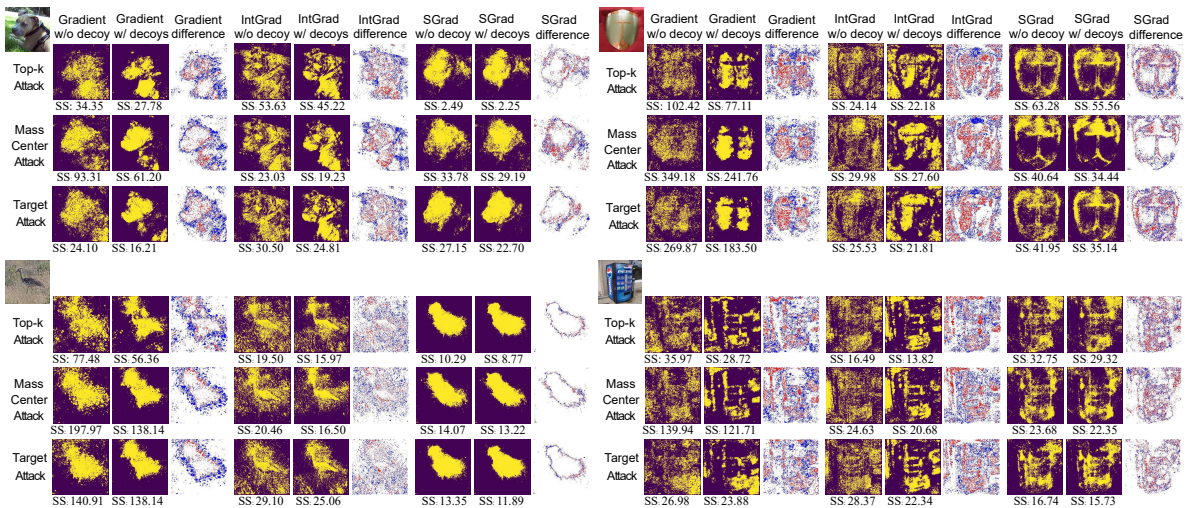 Gradient Gradient Gradient IntGrad IntGrad IntGrad SGrad SGrad SGrad
w/o decoy w/ decoys difference w/o decoy w/ decoys difference w/o decoy w/ decoys difference
Top-k
Attack
SS: 34.35 SS: 27.78 SS: 53.63 SS: 45.22 SS: 2.49 SS: 2.25
Mass
Center
Attack
SS: 93.31 SS: 61.20 SS: 23.03 SS: 19.23 SS: 33.78 SS: 29.19
Target
Attack
SS: 24.10 SS: 16.21 SS: 30.50 SS: 24.81 SS: 27.15 SS: 22.70
Gradient Gradient Gradient IntGrad IntGrad IntGrad SGrad SGrad SGrad
w/o decoy w/ decoys difference w/o decoy w/ decoys difference w/o decoy w/ decoys difference
Top-k
Attack
SS: 102.42 SS: 77.11 SS: 24.14 SS: 22.18 SS: 63.28 SS: 55.56
Mass
Center
Attack
SS: 349.18 SS: 241.76 SS: 29.98 SS: 27.60 SS: 40.64 SS: 34.44
Target
Attack
SS: 269.87 SS: 183.50 SS: 25.53 SS: 21.81 SS: 41.95 SS: 35.14
Top-k
Attack
SS: 77.48 SS: 56.36 SS: 19.50 SS: 15.97 SS: 10.29 SS: 8.77
Mass
Center
Attack
SS: 197.97 SS: 138.14 SS: 20.46 SS: 16.50 SS: 14.07 SS: 13.22
Target
Attack
SS: 140.91 SS: 138.14 SS: 29.10 SS: 25.06 SS: 13.35 SS: 11.89
Top-k
Attack
SS: 35.97 SS: 28.72 SS: 16.49 SS: 13.82 SS: 32.75 SS: 29.32
Mass
Center
Attack
SS: 139.94 SS: 121.71 SS: 24.63 SS: 20.68 SS: 23.68 SS: 22.35
Target
Attack
SS: 26.98 SS: 23.88 SS: 28.37 SS: 22.34 SS: 16.74 SS: 15.73